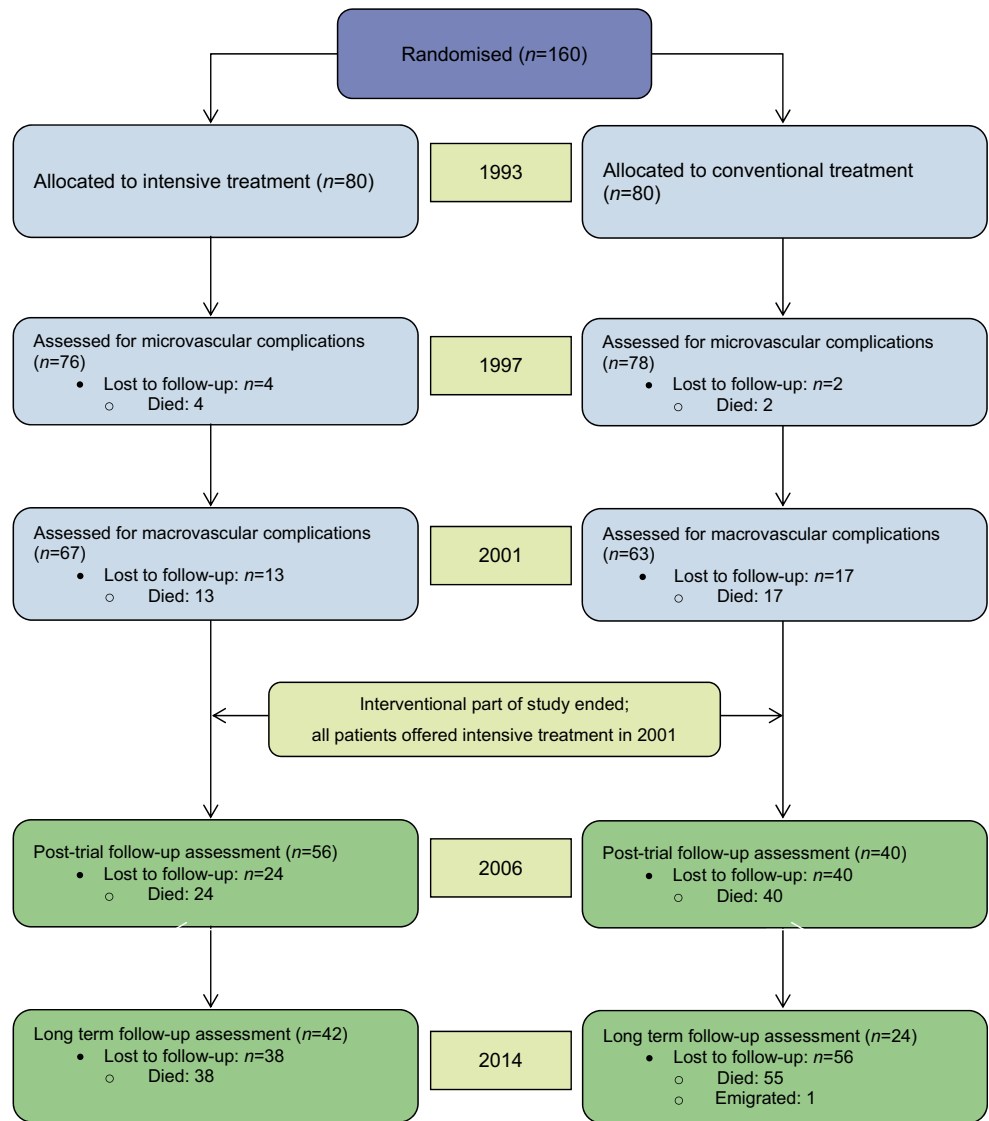 Randomised (n=160)
Allocated to intensive treatment (n=80)
1993
Allocated to conventional treatment
(n=80)
Assessed for microvascular complications
(n=76)
• Lost to follow-up: n=4
○ Died: 4
1997
Assessed for microvascular complications
(n=78)
• Lost to follow-up: n=2
○ Died: 2
Assessed for macrovascular complications
(n=67)
• Lost to follow-up: n=13
○ Died: 13
2001
Assessed for macrovascular complications
(n=63)
• Lost to follow-up: n=17
○ Died: 17
Interventional part of study ended;
all patients offered intensive treatment in 2001
Post-trial follow-up assessment (n=56)
• Lost to follow-up: n=24
○ Died: 24
2006
Post-trial follow-up assessment (n=40)
• Lost to follow-up: n=40
○ Died: 40
Long term follow-up assessment (n=42)
• Lost to follow-up: n=38
○ Died: 38
2014
Long term follow-up assessment (n=24)
• Lost to follow-up: n=56
○ Died: 55
○ Emigrated: 1